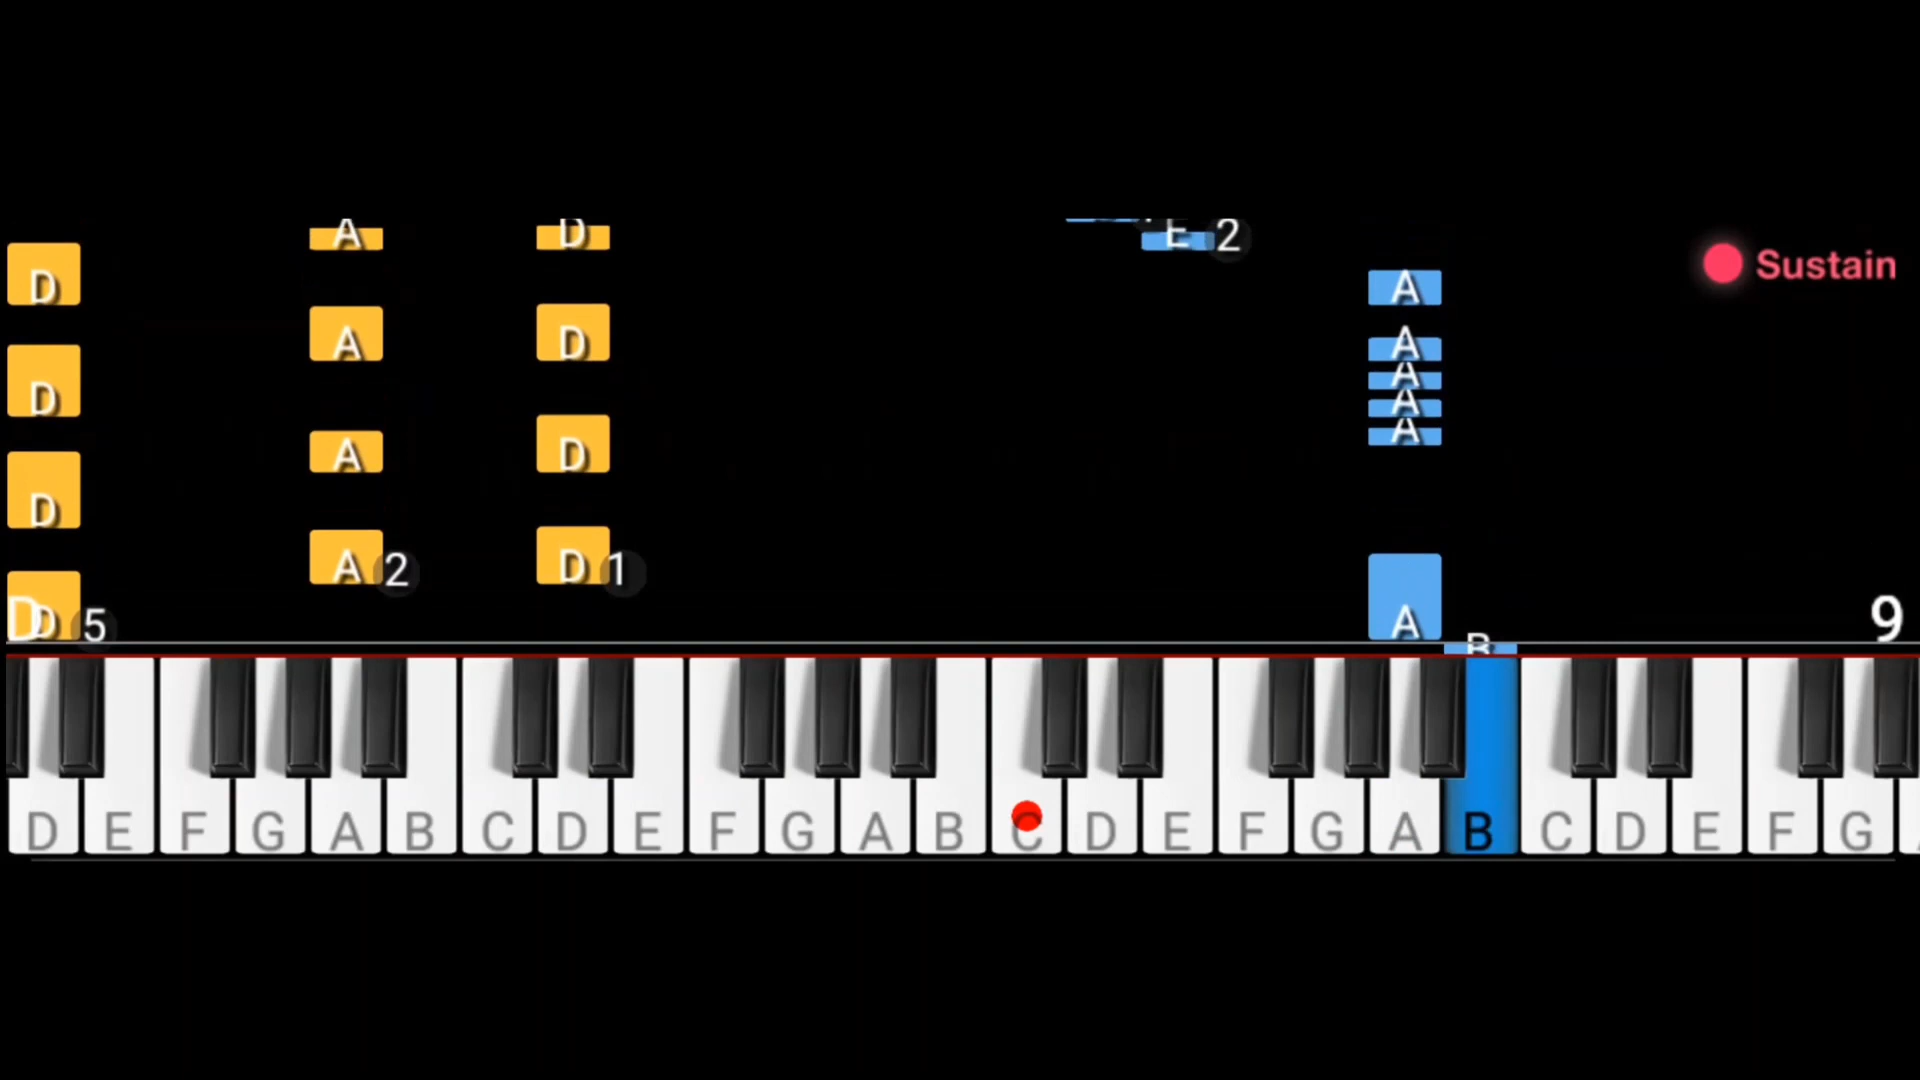 A D E 2
D A Sustain
A D A
D A
A
A D A
D
A 2 D 1
D D 5 A 9
B
D E F G A B C D E F G A B C D E F G A B C D E F G